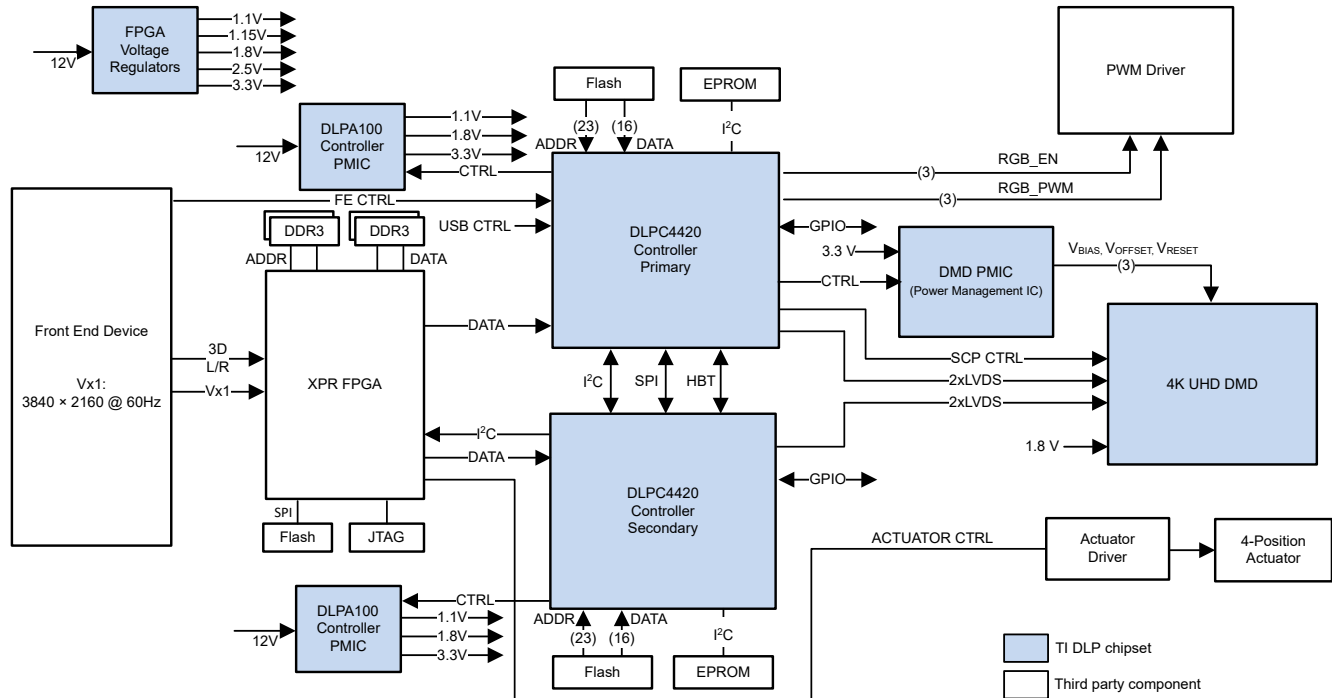 FPGA
Voltage
Regulators
12V
1.1V
1.15V
1.8V
2.5V
3.3V
DLPA100
Controller
PMIC
12V
1.1V
1.8V
3.3V
CTRL
Flash
(23)
(16)
ADDR
DATA
EPROM
I²C
PWM Driver
RGB_EN
(3)
RGB_PWM
(3)
FE CTRL
USB CTRL
DLPC4420
Controller
Primary
GPIO
3.3 V
CTRL
DMD PMIC
(Power Management IC)
VBIAS, VOFFSET, VRESET
(3)
DDR3
DDR3
ADDR
DATA
Front End Device
Vx1:
3840 × 2160 @ 60Hz
3D
L/R
Vx1
XPR FPGA
DATA
I²C
SPI
HBT
SCP CTRL
2xLVDS
2xLVDS
4K UHD DMD
1.8 V
I²C
DATA
DLPC4420
Controller
Secondary
GPIO
SPI
Flash
JTAG
ACTUATOR CTRL
Actuator
Driver
4-Position
Actuator
DLPA100
Controller
PMIC
12V
CTRL
1.1V
1.8V
3.3V
ADDR
DATA
(23)
(16)
Flash
I²C
EPROM
TI DLP chipset
Third party component